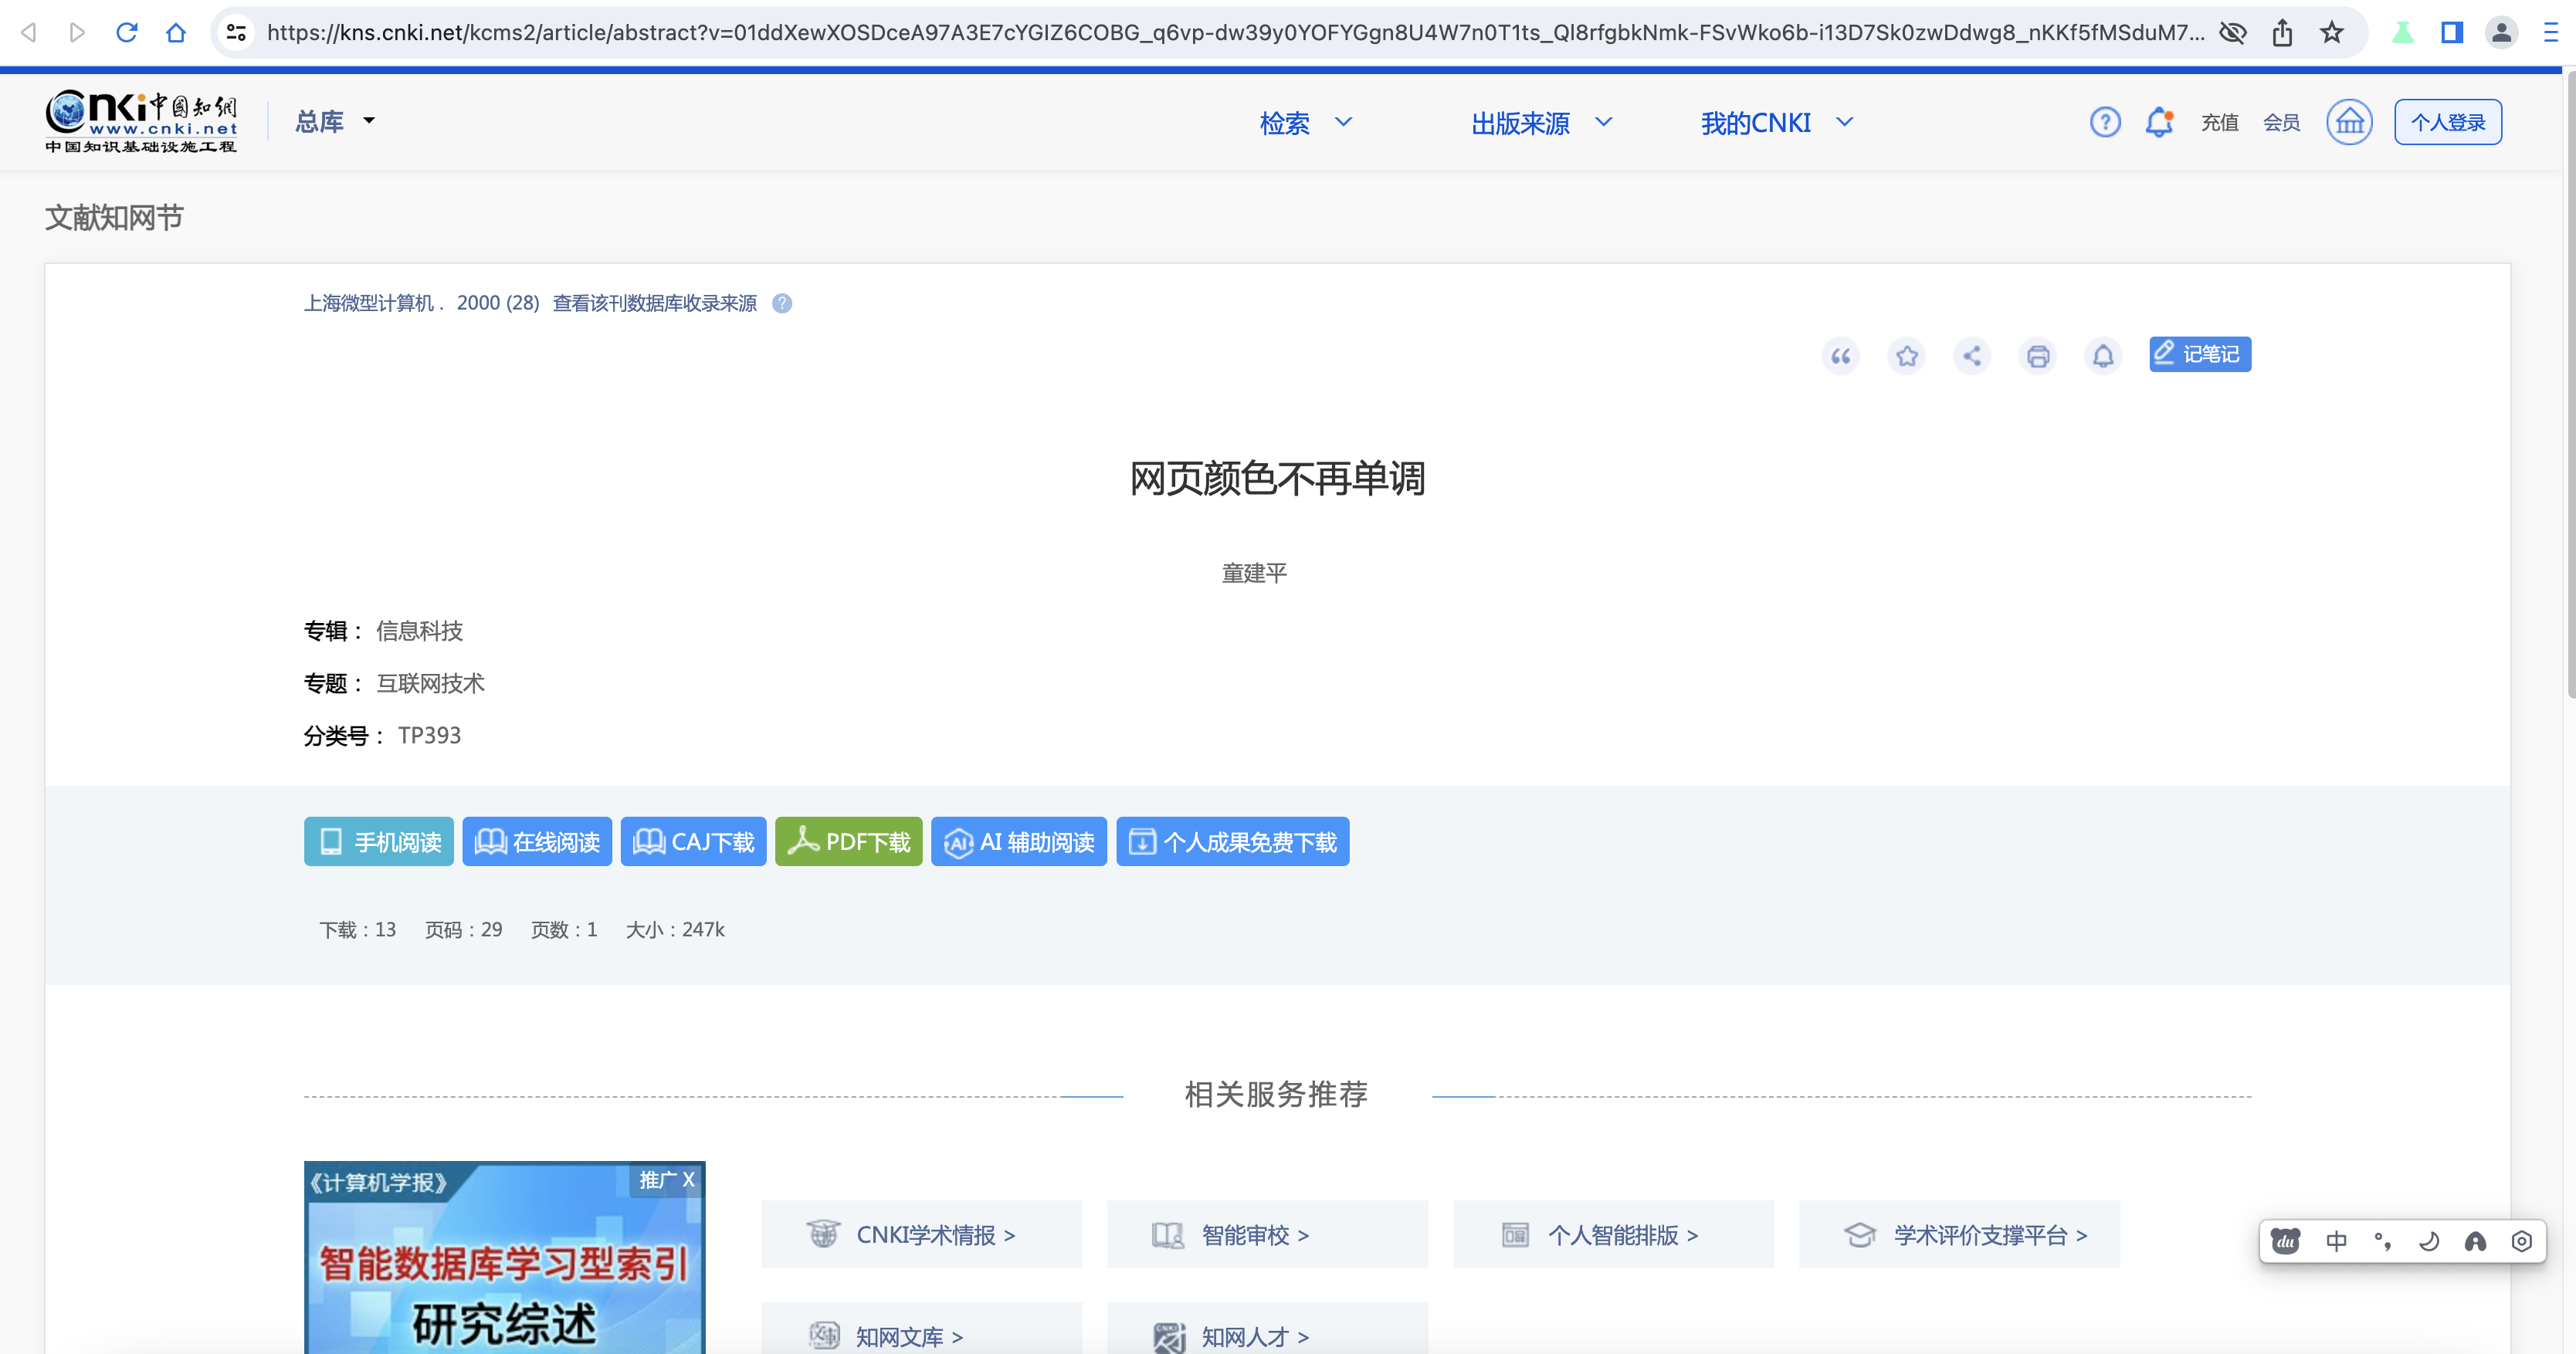 https://kns.cnki.net/kcms2/article/abstract?v=01ddXewXOSDceA97A3E7cYGIZ6COBG_q6vp-dw39y0YOFYGgn8U4W7n0T1ts_Ql8rfgbkNmk-FSvWko6b-i13D7Sk0zwDdwg8_nKKf5fMSduM7...
Cnki中国知网
www.cnki.net
中国知识基础设施工程
总库
检索
出版来源
我的CNKI
充值
会员
个人登录
文献知网节
上海微型计算机 . 2000 (28) 查看该刊数据库收录来源 ?
记笔记
网页颜色不再单调
童建平
专辑： 信息科技
专题： 互联网技术
分类号： TP393
手机阅读 在线阅读 CAJ下载 PDF下载 AI 辅助阅读 个人成果免费下载
下载：13 页码：29 页数：1 大小：247k
相关服务推荐
《计算机学报》
推广 X
智能数据库学习型索引
研究综述
CNKI学术情报 >
智能审校 >
个人智能排版 >
学术评价支撑平台 >
知网文库 >
知网人才 >
du 中